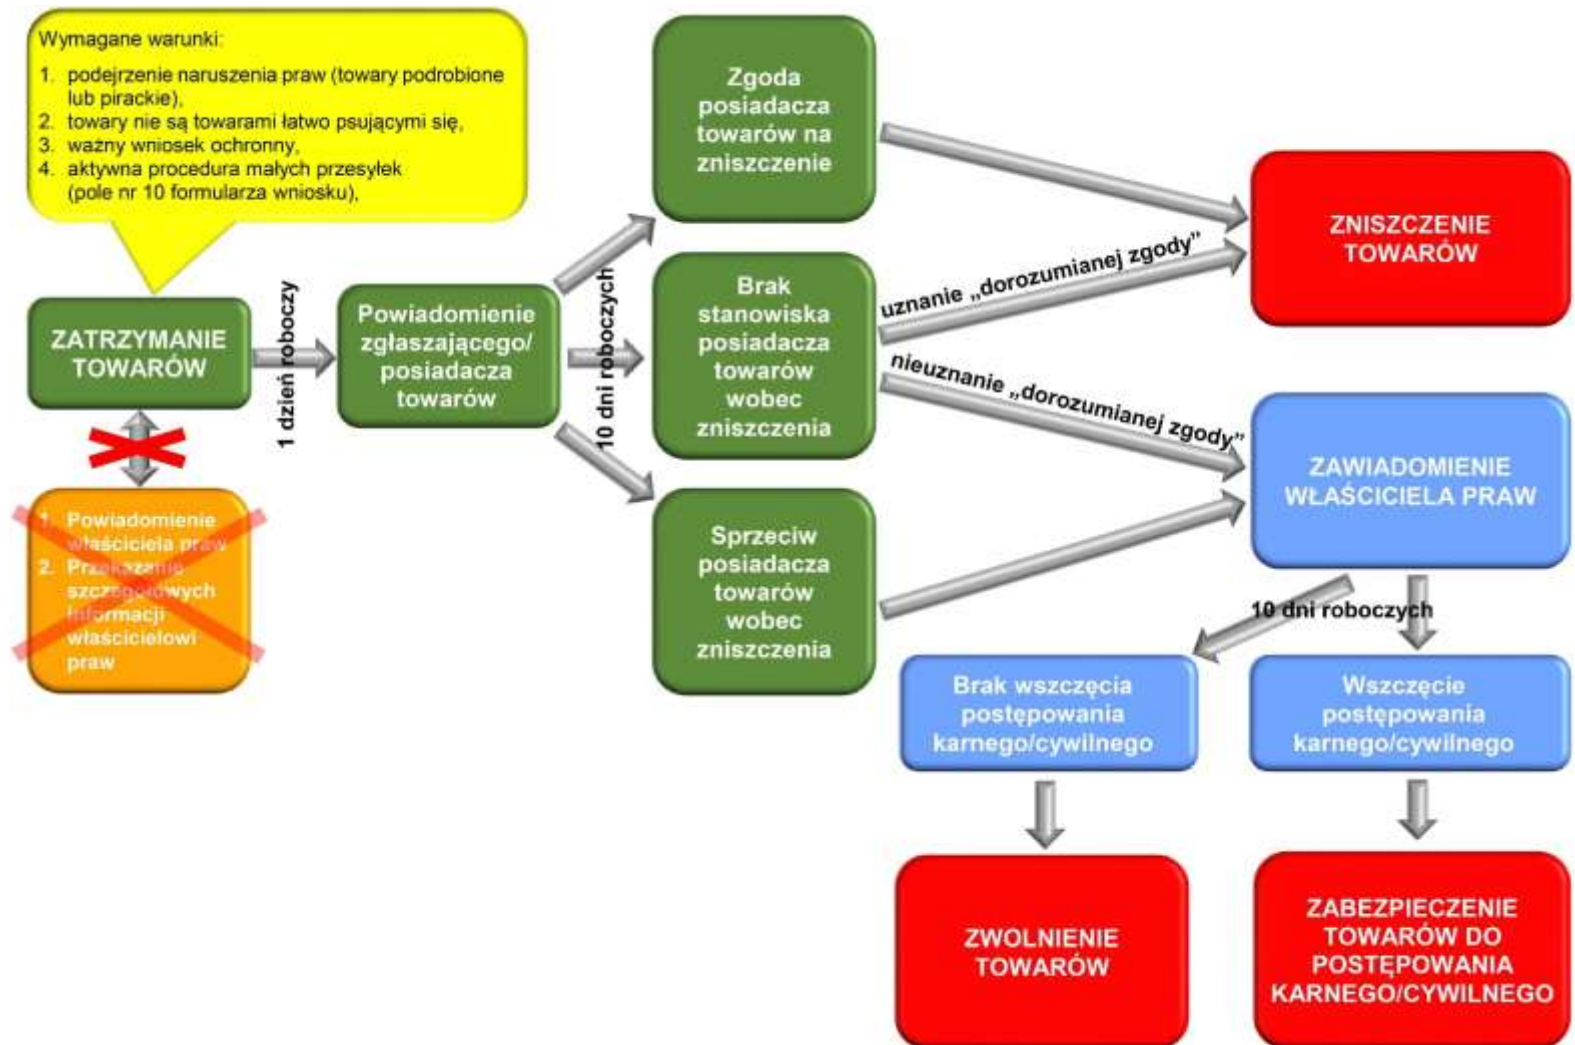 Wymagane warunki:
1. podejrzenie naruszenia praw (towary podrobione
lub pirackie),
2. towary nie są towarami łatwo psującymi się,
3. ważny wniosek ochronny,
4. aktywna procedura małych przesyłek
(pole nr 10 formularza wniosku),
ZATRZYMANIE
TOWARÓW
1 dzień roboczy
1. Powiadomienie
właściciela praw
2. Przekazanie
szczegółowych
informacji
właścicielowi
praw
Powiadomienie
zgłaszającego/
posiadacza
towarów
10 dni roboczych
Zgoda
posiadacza
towarów na
zniszczenie
Brak
stanowiska
posiadacza
towarów
wobec
zniszczenia
Sprzeciw
posiadacza
towarów
wobec
zniszczenia
uznanie „dorozumianej zgody”
nieuznanie „dorozumianej zgody”
ZNISZCZENIE
TOWARÓW
ZAWIADOMIENIE
WŁAŚCICIELA PRAW
10 dni roboczych
Brak wszczęcia
postępowania
karnego/cywilnego
Wszczęcie
postępowania
karnego/cywilnego
ZWOLNIENIE
TOWARÓW
ZABEZPIECZENIE
TOWARÓW DO
POSTĘPOWANIA
KARNEGO/CYWILNEGO